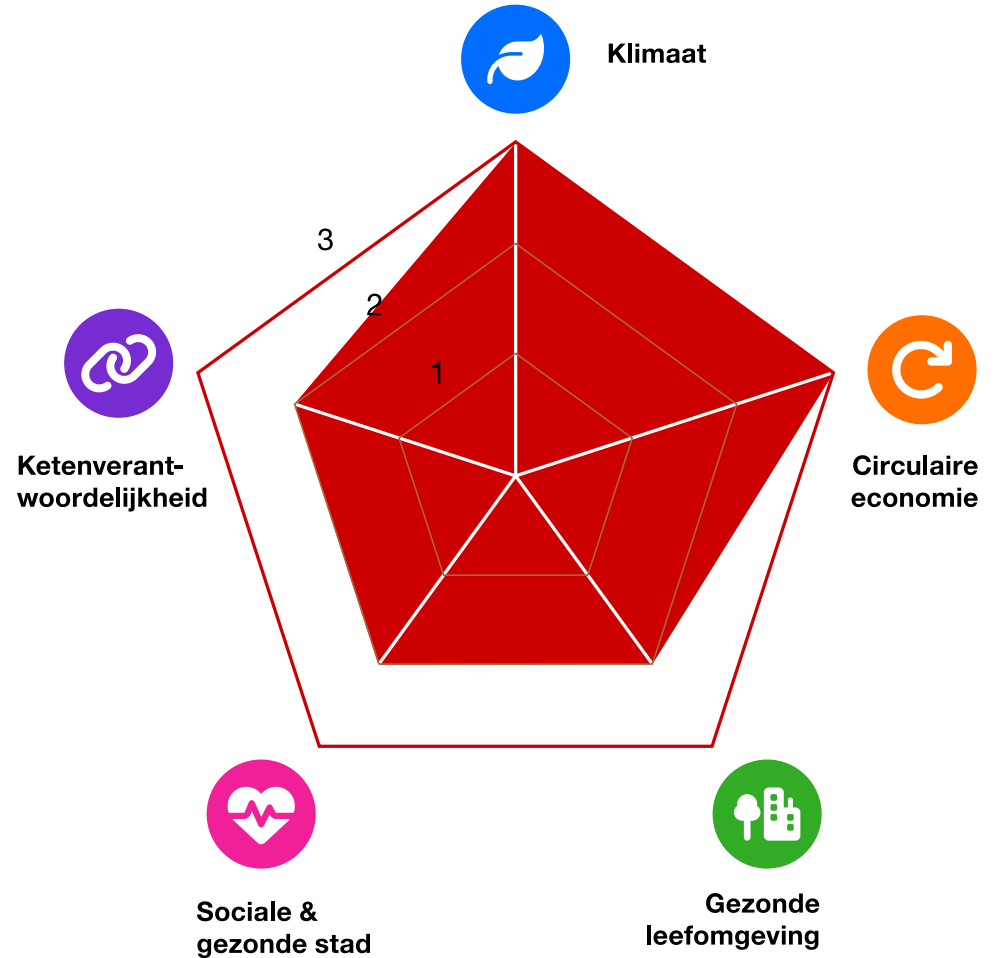 Klimaat
3
2
1
Ketenverant-
woordelijkheid
Circulaire
economie
Sociale &
gezonde stad
Gezonde
leefomgeving